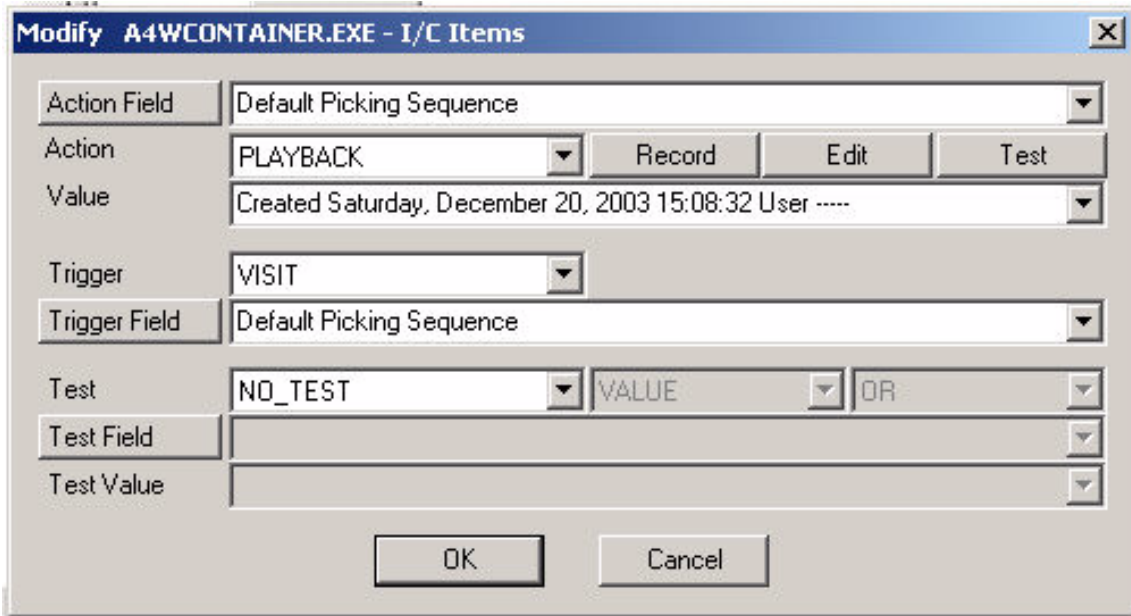 Modify A4WCONTAINER.EXE - I/C Items
Action Field Default Picking Sequence
Action PLAYBACK Record Edit Test
Value Created Saturday, December 20, 2003 15:08:32 User -----
Trigger VISIT
Trigger Field Default Picking Sequence
Test NO_TEST VALUE OR
Test Field
Test Value
OK Cancel